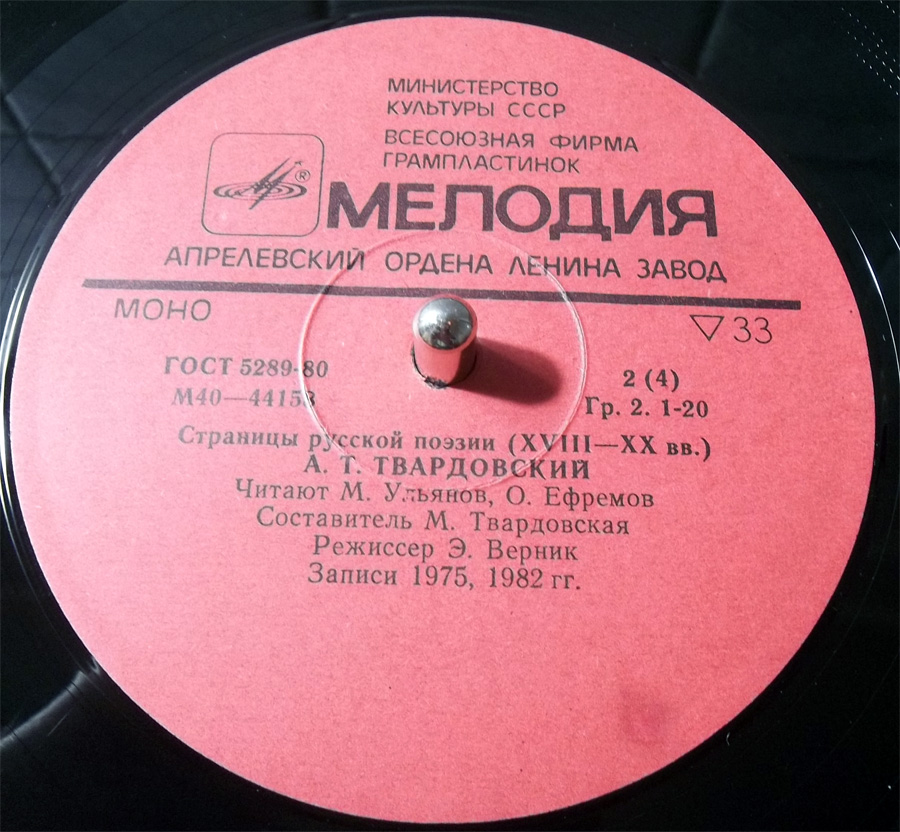 МИНИСТЕРСТВО
КУЛЬТУРЫ СССР
ВСЕСОЮЗНАЯ ФИРМА
ГРАМПЛАСТИНОК
®
МЕЛОДИЯ
АПРЕЛЕВСКИЙ ОРДЕНА ЛЕНИНА ЗАВОД
МОНО
▽33
ГОСТ 5289-80
2 (4)
М40—44153
Гр. 2. 1-20
Страницы русской поэзии (XVIII—XX вв.)
А. Т. ТВАРДОВСКИЙ
Читают М. Ульянов, О. Ефремов
Составитель М. Твардовская
Режиссер Э. Верник
Записи 1975, 1982 гг.